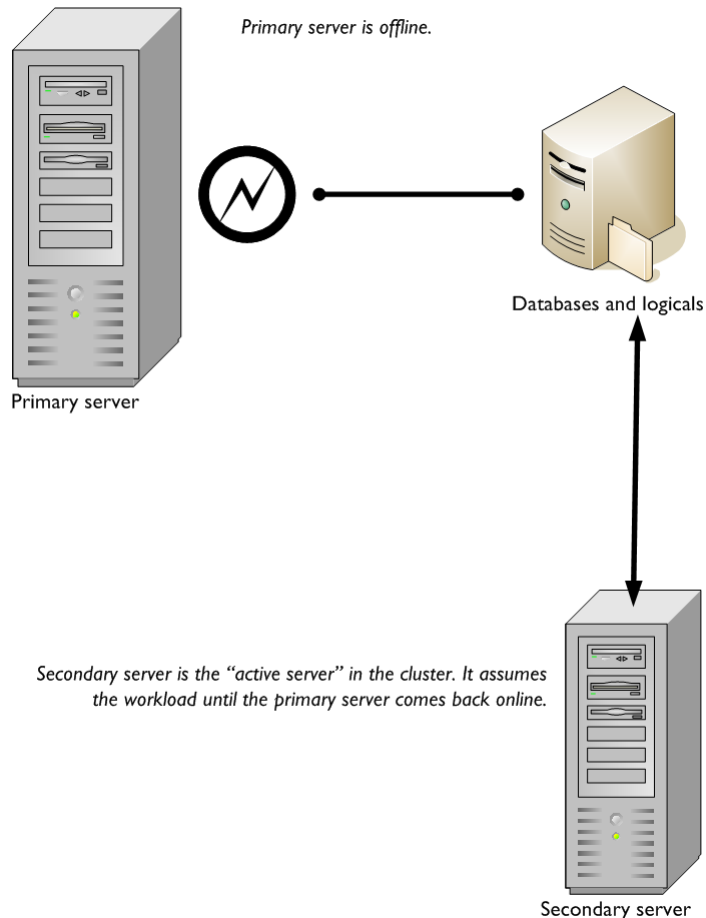 Primary server is offline.
Databases and logicals
Primary server
Secondary server is the “active server” in the cluster. It assumes
the workload until the primary server comes back online.
Secondary server